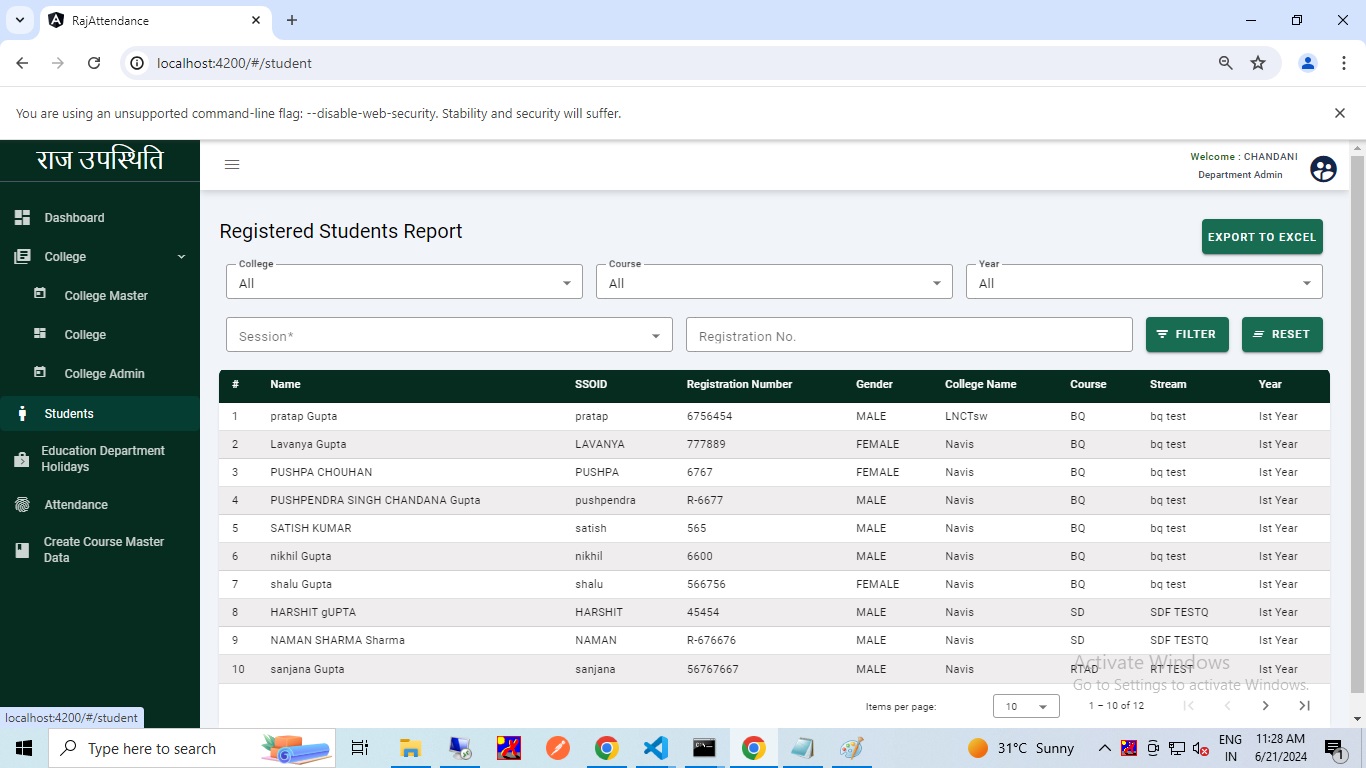 RajAttendance
localhost:4200/#/student
You are using an unsupported command-line flag: --disable-web-security. Stability and security will suffer.
राज उपस्थिति
Welcome : CHANDANI
Department Admin
Dashboard
College
College Master
College
College Admin
Students
Education Department
Holidays
Attendance
Create Course Master
Data
Registered Students Report
EXPORT TO EXCEL
College Course Year
All All All
Session* Registration No. FILTER RESET
# Name SSOID Registration Number Gender College Name Course Stream Year
1 pratap Gupta pratap 6756454 MALE LNCTsw BQ bq test Ist Year
2 Lavanya Gupta LAVANYA 777889 FEMALE Navis BQ bq test Ist Year
3 PUSHPA CHOUHAN PUSHPA 6767 FEMALE Navis BQ bq test Ist Year
4 PUSHPENDRA SINGH CHANDANA Gupta pushpendra R-6677 MALE Navis BQ bq test Ist Year
5 SATISH KUMAR satish 565 MALE Navis BQ bq test Ist Year
6 nikhil Gupta nikhil 6600 MALE Navis BQ bq test Ist Year
7 shalu Gupta shalu 566756 FEMALE Navis BQ bq test Ist Year
8 HARSHIT gUPTA HARSHIT 45454 MALE Navis SD SDF TESTQ Ist Year
9 NAMAN SHARMA Sharma NAMAN R-676676 MALE Navis SD SDF TESTQ Ist Year
10 sanjana Gupta sanjana 56767667 MALE Navis RTAD RT TEST Ist Year
Activate Windows
Go to Settings to activate Windows.
Items per page: 10 1 – 10 of 12
localhost:4200/#/student
Type here to search
31°C Sunny
ENG
IN
11:28 AM
6/21/2024
1